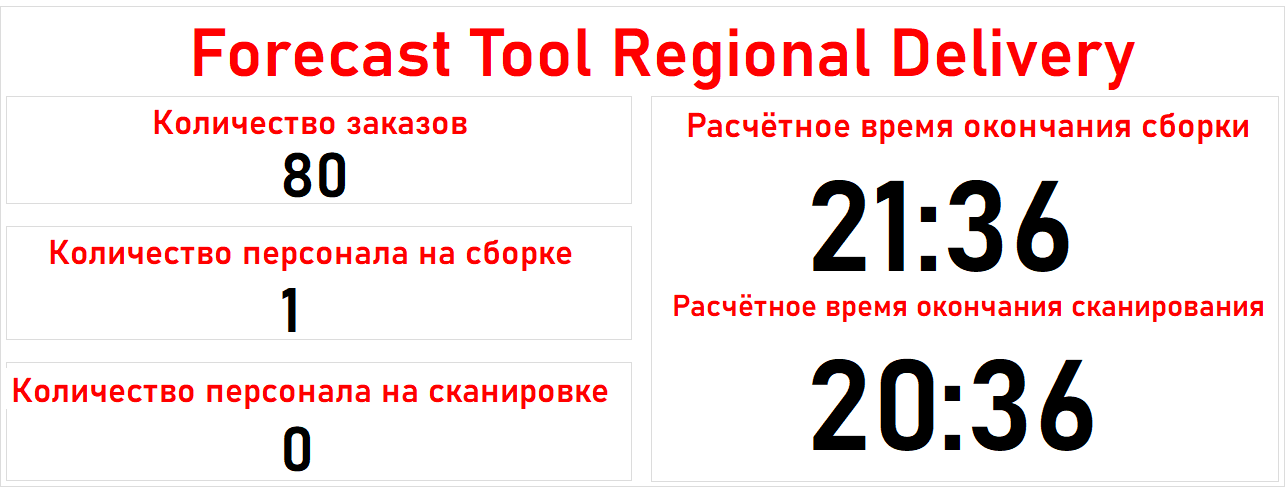 Forecast Tool Regional Delivery
Количество заказов
80
Количество персонала на сборке
1
Количество персонала на сканировке
0
Расчётное время окончания сборки
21:36
Расчётное время окончания сканирования
20:36